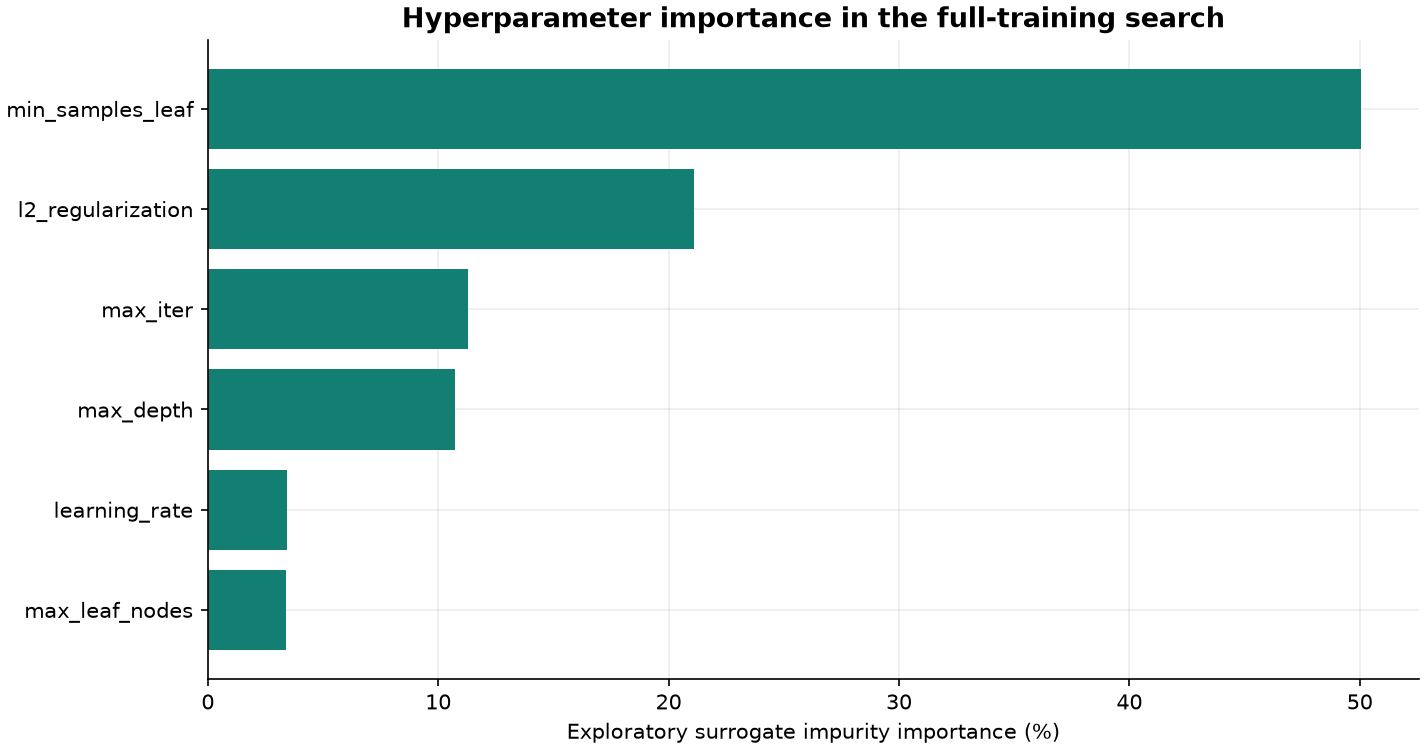 Hyperparameter importance in the full-training search
min_samples_leaf
l2_regularization
max_iter
max_depth
learning_rate
max_leaf_nodes
0 10 20 30 40 50
Exploratory surrogate impurity importance (%)